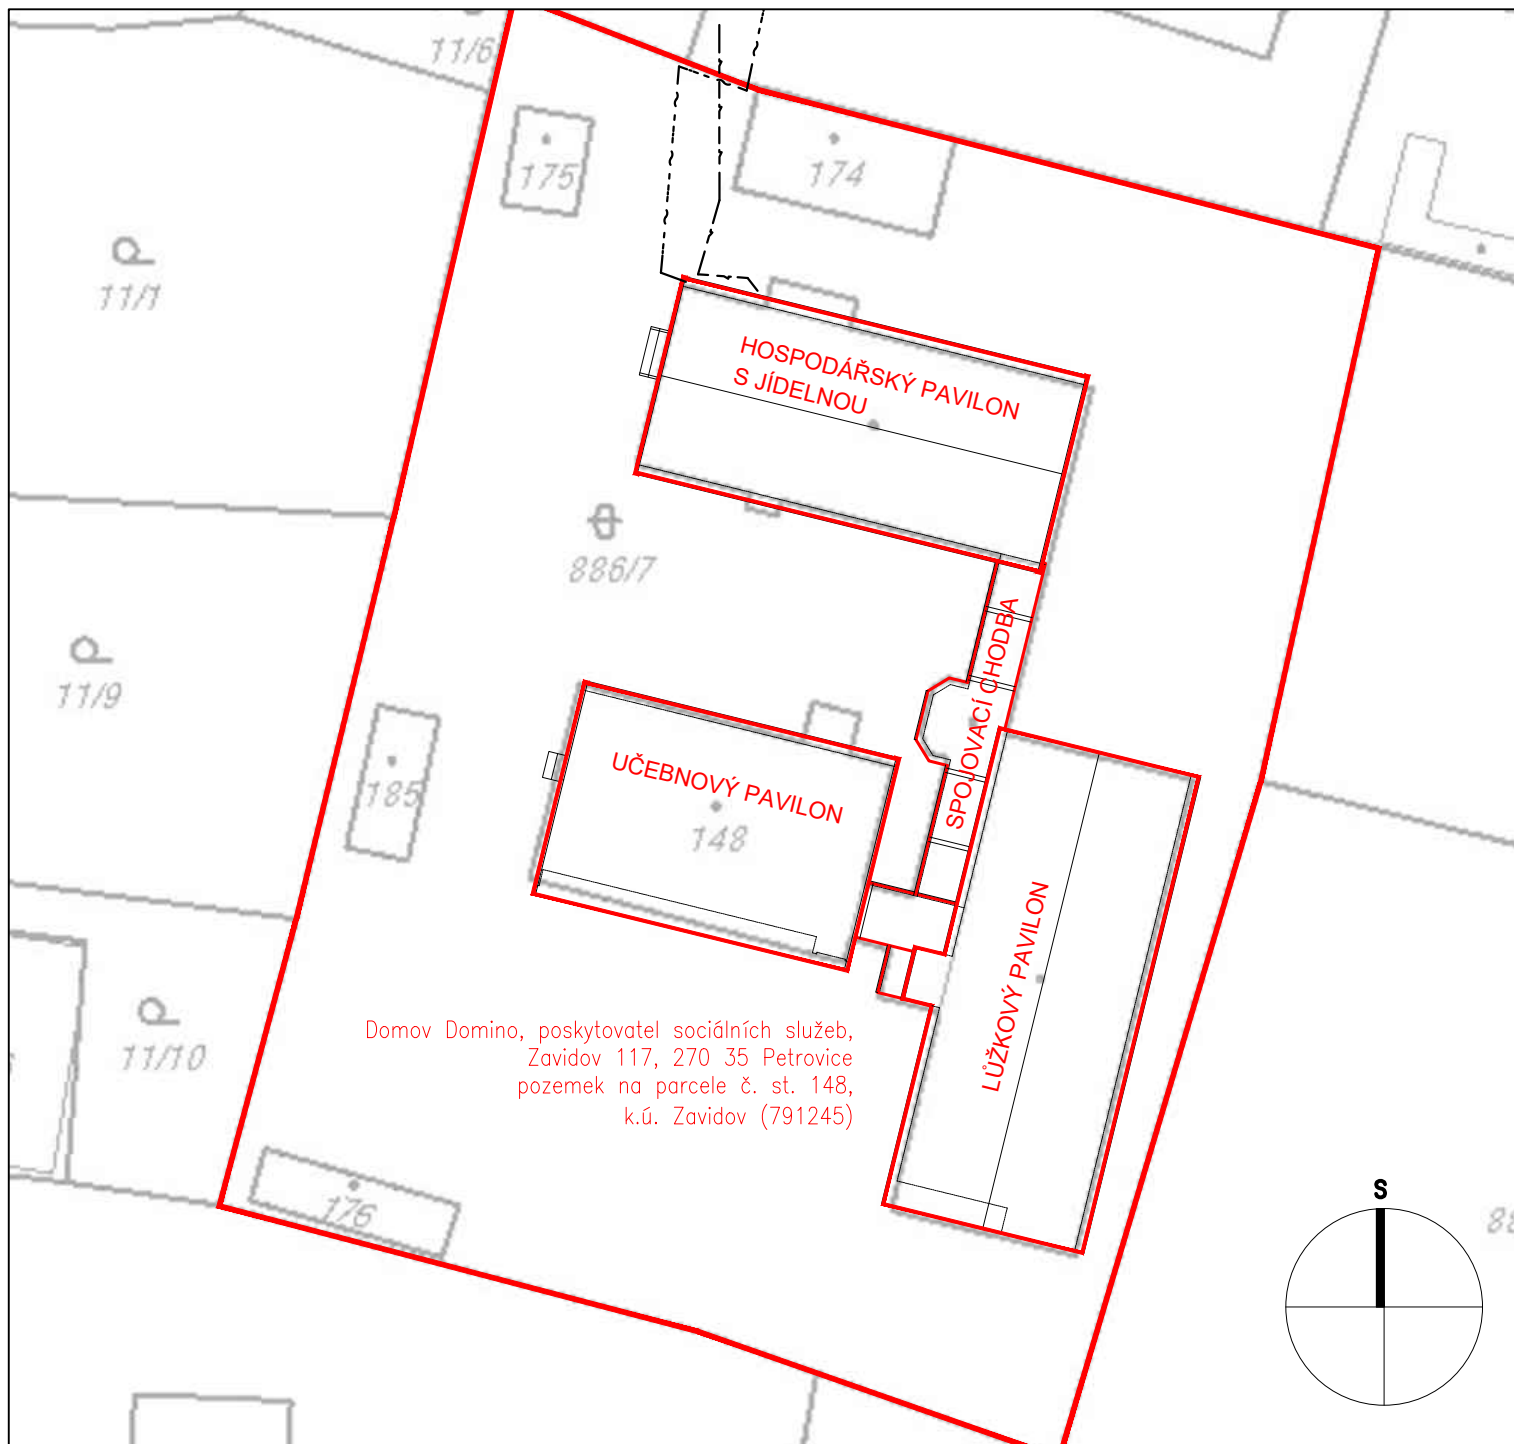 11/6
175
174
11/1
HOSPODÁŘSKÝ PAVILON
S JÍDELNOU
886/7
SPOJOVACÍ CHODBA
11/9
185
UČEBNOVÝ PAVILON
148
LŮŽKOVÝ PAVILON
Domov Domino, poskytovatel sociálních služeb,
Zavidov 117, 270 35 Petrovice
pozemek na parcele č. st. 148,
k.ú. Zavidov (791245)
11/10
176
S